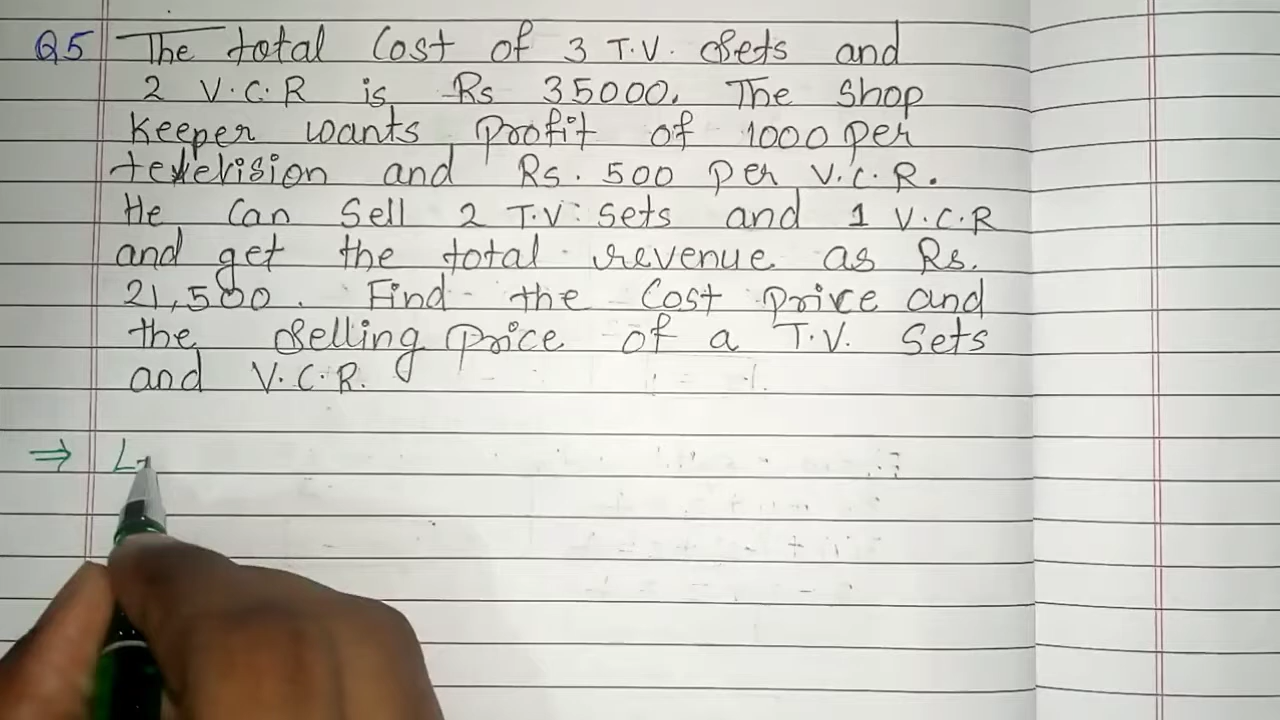 Q5 The total Cost of 3 T.V. Sets and
2 V.C.R is Rs 35000. The Shop
Keeper wants Profit of 1000 Per
television and Rs. 500 Per V.C.R.
He Can Sell 2 T.V. Sets and 1 V.C.R
and get the total revenue as Rs.
21,500. Find the Cost Price and
the Selling Price of a T.V. Sets
and V.C.R.
⇒ L